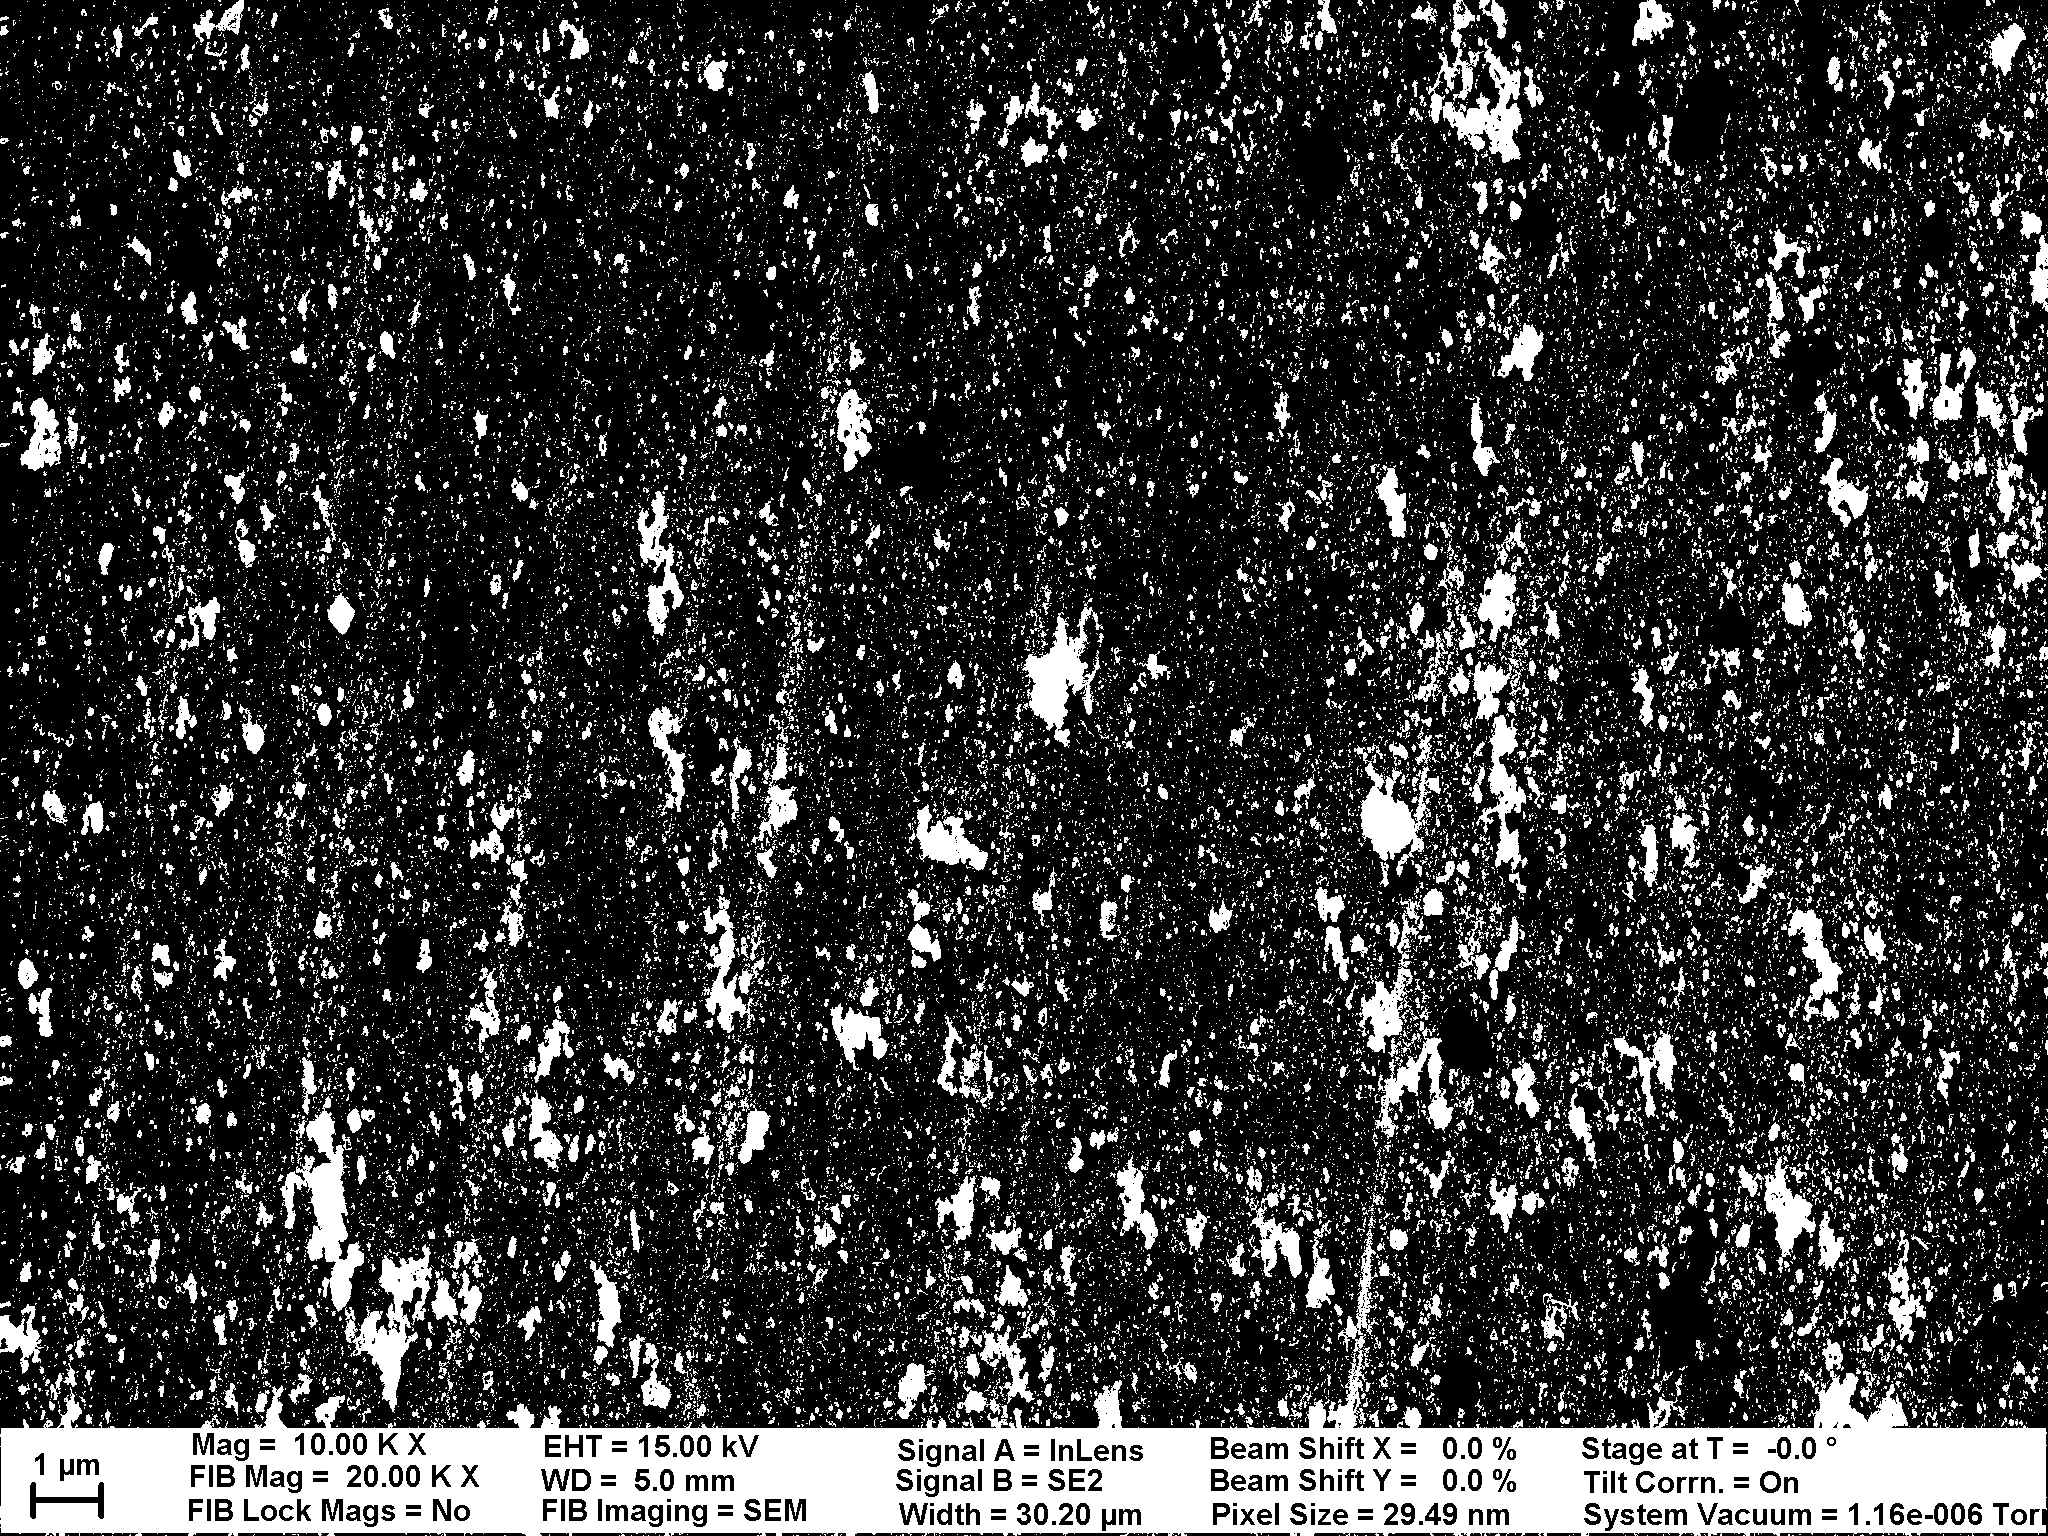 1 µm
Mag = 10.00 K X
FIB Mag = 20.00 K X
FIB Lock Mags = No
EHT = 15.00 kV
WD = 5.0 mm
FIB Imaging = SEM
Signal A = InLens
Signal B = SE2
Width = 30.20 µm
Beam Shift X = 0.0 %
Beam Shift Y = 0.0 %
Pixel Size = 29.49 nm
Stage at T = -0.0 °
Tilt Corrn. = On
System Vacuum = 1.16e-006 Torr